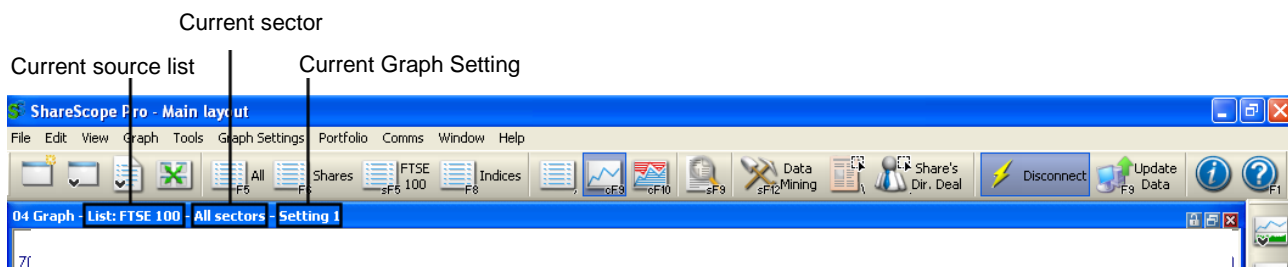 Current sector
Current source list
Current Graph Setting
ShareScope Pro - Main layout
File Edit View Graph Tools Graph Settings Portfolio Comms Window Help
All F5 Shares FTSE 100 sF5 Indices F8 cF9 cF10 sF9 Data Mining sF12 Share's Dir. Deal Disconnect Update Data F9 F1
04 Graph - List: FTSE 100 - All sectors - Setting 1